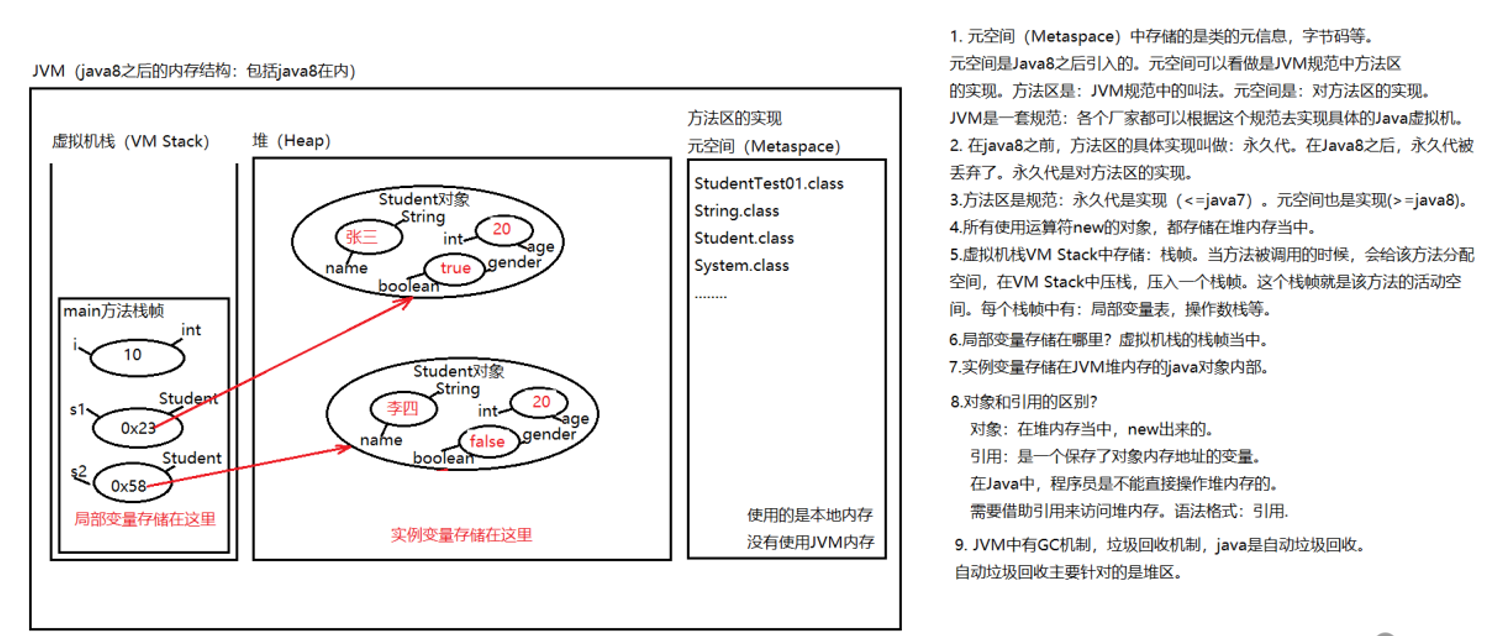 JVM（java8之后的内存结构：包括java8在内）
虚拟机栈（VM Stack）
堆（Heap）
方法区的实现
元空间（Metaspace）
main方法栈帧
int
i
10
Student
s1
0x23
Student
s2
0x58
局部变量存储在这里
Student对象
String
张三
name
int
20
age
boolean
true
gender
Student对象
String
李四
name
int
20
age
boolean
false
gender
实例变量存储在这里
StudentTest01.class
String.class
Student.class
System.class
........
使用的是本地内存
没有使用JVM内存
1. 元空间（Metaspace）中存储的是类的元信息，字节码等。
元空间是Java8之后引入的。元空间可以看做是JVM规范中方法区
的实现。方法区是：JVM规范中的叫法。元空间是：对方法区的实现。
JVM是一套规范：各个厂家都可以根据这个规范去实现具体的Java虚拟机。
2. 在java8之前，方法区的具体实现叫做：永久代。在Java8之后，永久代被
丢弃了。永久代是对方法区的实现。
3.方法区是规范：永久代是实现（<=java7）。元空间也是实现(>=java8)。
4.所有使用运算符new的对象，都存储在堆内存当中。
5.虚拟机栈VM Stack中存储：栈帧。当方法被调用的时候，会给该方法分配
空间，在VM Stack中压栈，压入一个栈帧。这个栈帧就是该方法的活动空
间。每个栈帧中有：局部变量表，操作数栈等。
6.局部变量存储在哪里？虚拟机栈的栈帧当中。
7.实例变量存储在JVM堆内存的java对象内部。
8.对象和引用的区别？
对象：在堆内存当中，new出来的。
引用：是一个保存了对象内存地址的变量。
在Java中，程序员是不能直接操作堆内存的。
需要借助引用来访问堆内存。语法格式：引用.
9. JVM中有GC机制，垃圾回收机制，java是自动垃圾回收。
自动垃圾回收主要针对的是堆区。